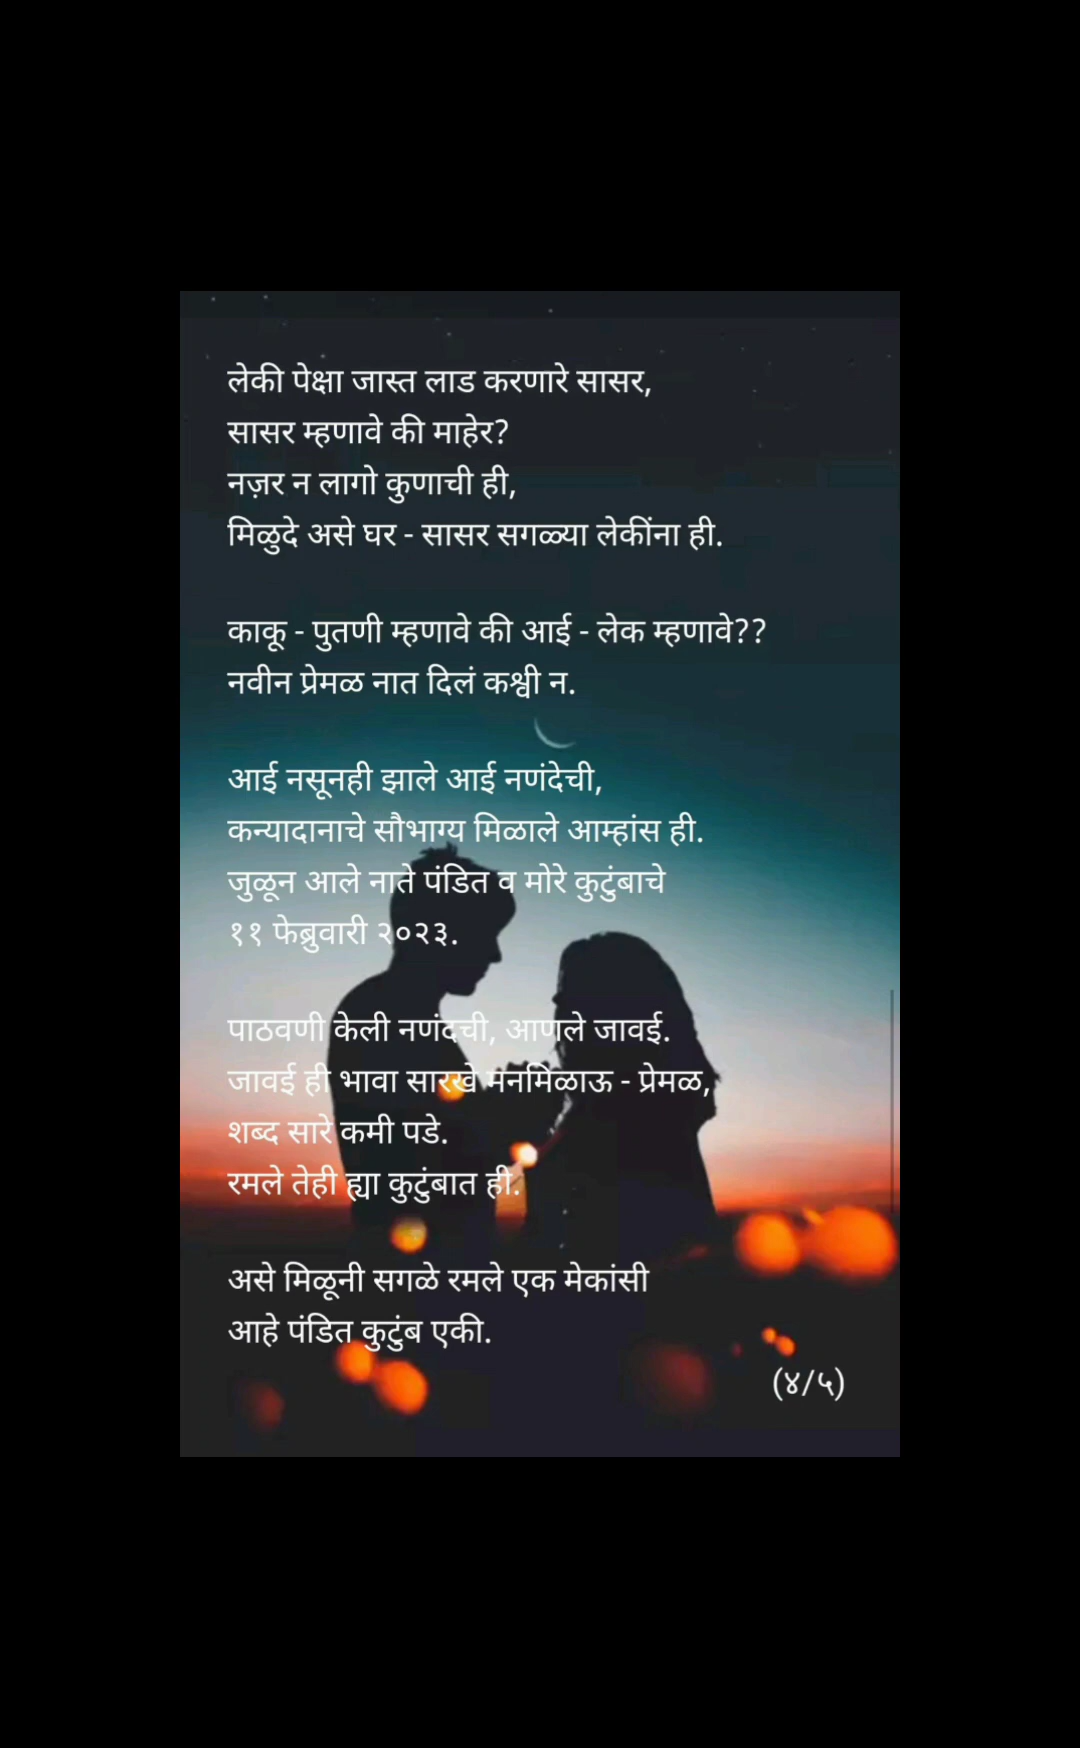 लेकी पेक्षा जास्त लाड करणारे सासर,
सासर म्हणावे की माहेर?
नज़र न लागो कुणाची ही,
मिळुदे असे घर - सासर सगळ्या लेकींना ही.
काकू - पुतणी म्हणावे की आई - लेक म्हणावे??
नवीन प्रेमळ नात दिलं कश्वी न.
आई नसूनही झाले आई नणंदेची,
कन्यादानाचे सौभाग्य मिळाले आम्हांस ही.
जुळून आले नाते पंडित व मोरे कुटुंबाचे
११ फेब्रुवारी २०२३.
पाठवणी केली नणंदची, आणले जावई.
जावई ही भावा सारखे मनमिळाऊ - प्रेमळ,
शब्द सारे कमी पडे.
रमले तेही ह्या कुटुंबात ही.
असे मिळूनी सगळे रमले एक मेकांसी
आहे पंडित कुटुंब एकी.
(४/५)